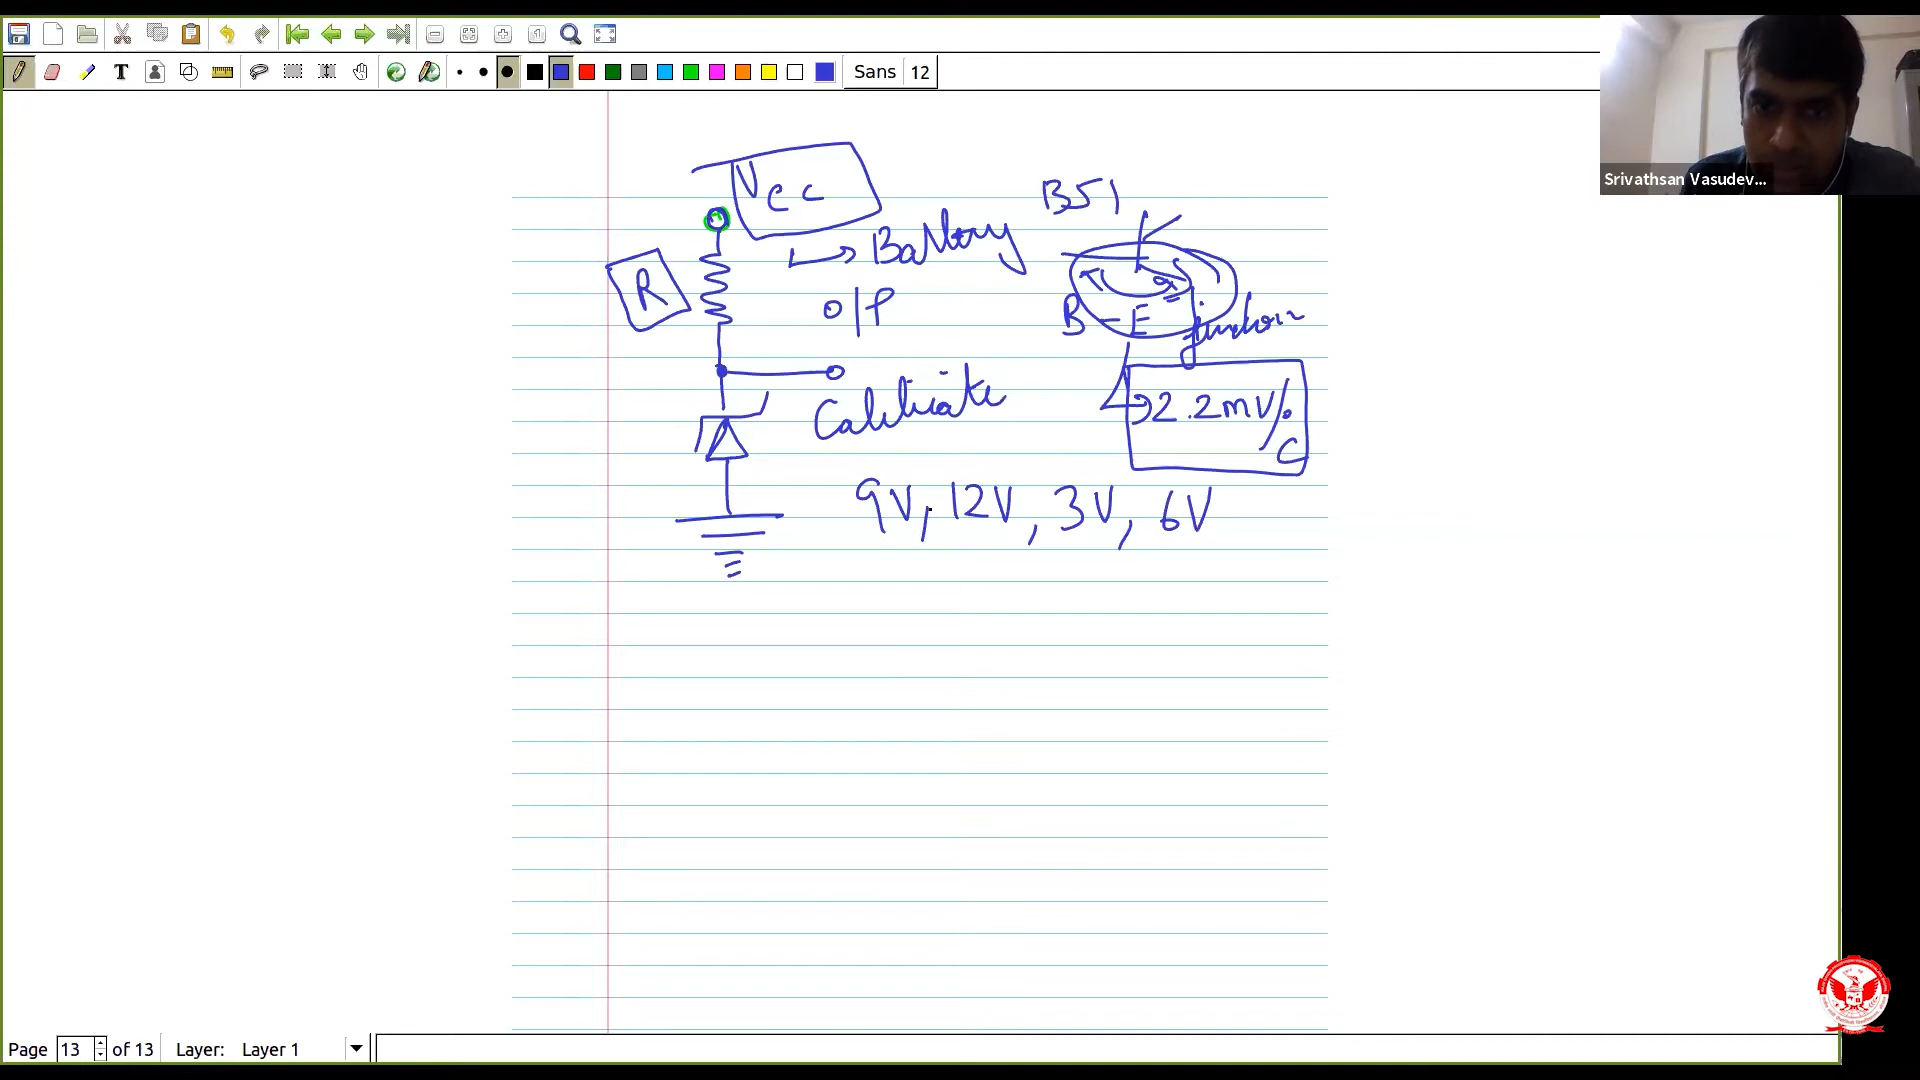 Sans 12
Srivathsan Vasudev...
Vcc
B51
Battery
R
O/P
B-E junction
Calibrate
2.2mV/°C
9V, 12V, 3V, 6V
Page 13 of 13 Layer: Layer 1